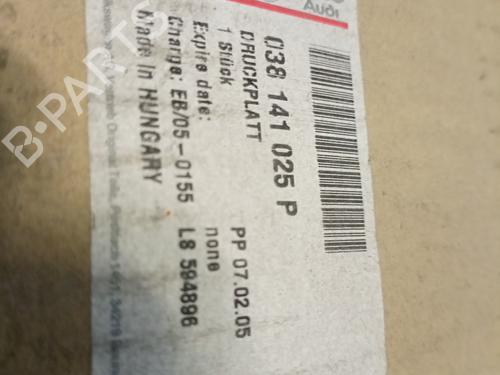 Audi
038 141 025 P
DRUCKPLATT
1 Stück PP 07.02.05
Expire date: none
Charge: EB/05-0155 L8 594896
Made in HUNGARY
B-PARTS